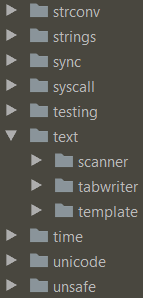 strconv
strings
sync
syscall
testing
text
scanner
tabwriter
template
time
unicode
unsafe